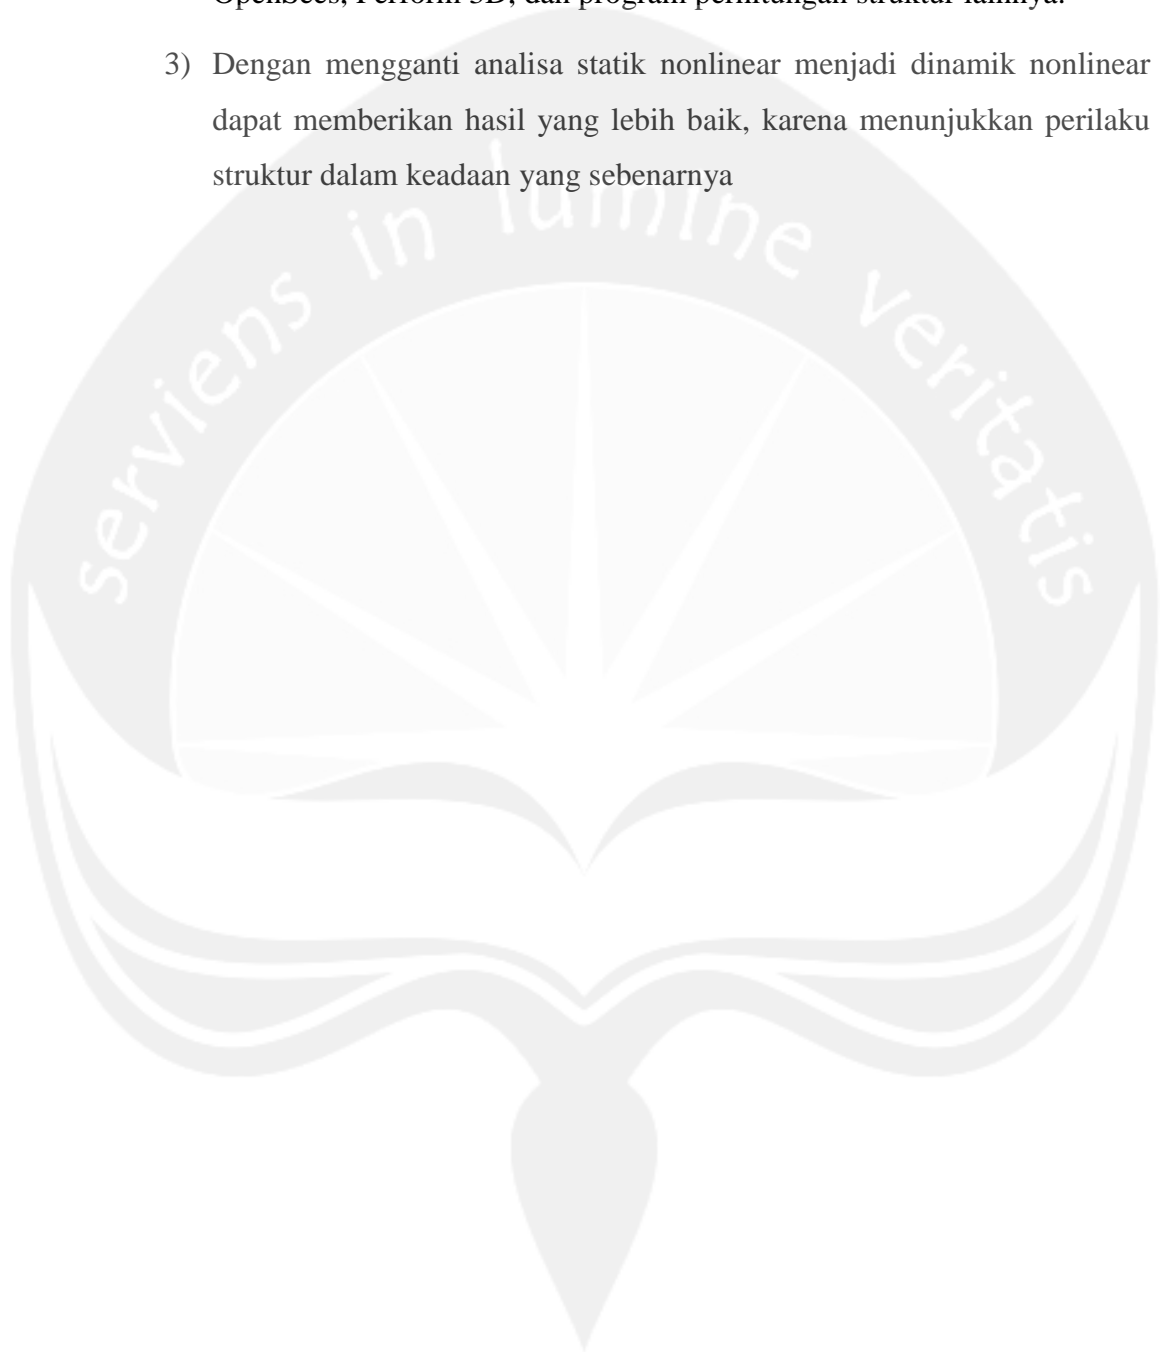 OpenSees, Perform 3D, dan program perhitungan struktur lainnya.
3) Dengan mengganti analisa statik nonlinear menjadi dinamik nonlinear
dapat memberikan hasil yang lebih baik, karena menunjukkan perilaku
struktur dalam keadaan yang sebenarnya
serviens in lumine veritatis